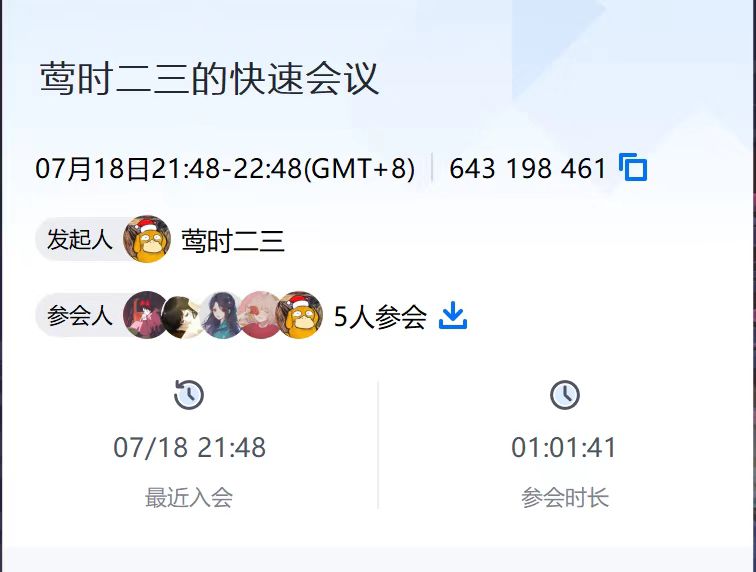 莺时二三的快速会议
07月18日21:48-22:48(GMT+8) 643 198 461
发起人 莺时二三
参会人 5人参会
07/18 21:48 01:01:41
最近入会 参会时长